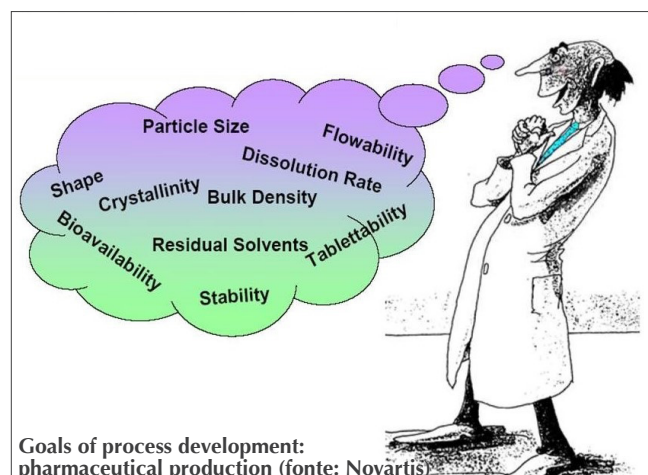 Particle Size
Flowability
Dissolution Rate
Shape
Crystallinity
Bulk Density
Bioavailability
Residual Solvents
Tablettability
Stability
Goals of process development:
pharmaceutical production (fonte: Novartis)